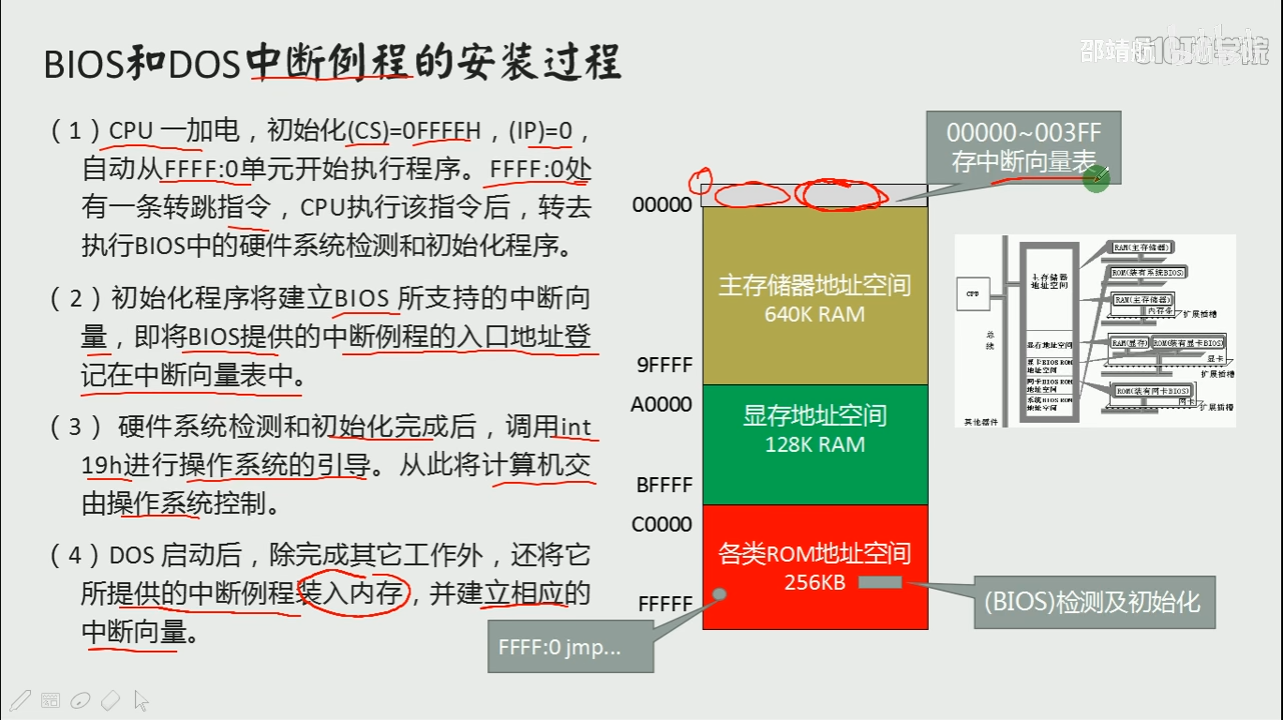 BIOS和DOS中断例程的安装过程
邵靖航
51CTO学院
（1）CPU 一加电，初始化(CS)=0FFFFH，(IP)=0，
自动从FFFF:0单元开始执行程序。FFFF:0处
有一条转跳指令，CPU执行该指令后，转去
执行BIOS中的硬件系统检测和初始化程序。
（2）初始化程序将建立BIOS 所支持的中断向
量，即将BIOS提供的中断例程的入口地址登
记在中断向量表中。
（3） 硬件系统检测和初始化完成后，调用int
19h进行操作系统的引导。从此将计算机交
由操作系统控制。
（4）DOS 启动后，除完成其它工作外，还将它
所提供的中断例程装入内存，并建立相应的
中断向量。
00000~003FF
存中断向量表
00000
主存储器地址空间
640K RAM
9FFFF
A0000
显存地址空间
128K RAM
BFFFF
C0000
各类ROM地址空间
256KB
FFFFF
FFFF:0 jmp...
(BIOS)检测及初始化
CPU
总
线
其他器件
主存储器
地址空间
显存地址空间
显卡BIOS ROM
地址空间
网卡BIOS ROM
地址空间
系统BIOS ROM
地址空间
RAM(主存储器)
ROM(装有系统BIOS)
RAM(主存储器)
内存条
扩展插槽
RAM(显存)
ROM(装有显卡BIOS)
显卡
扩展插槽
ROM(装有网卡BIOS)
网卡
扩展插槽